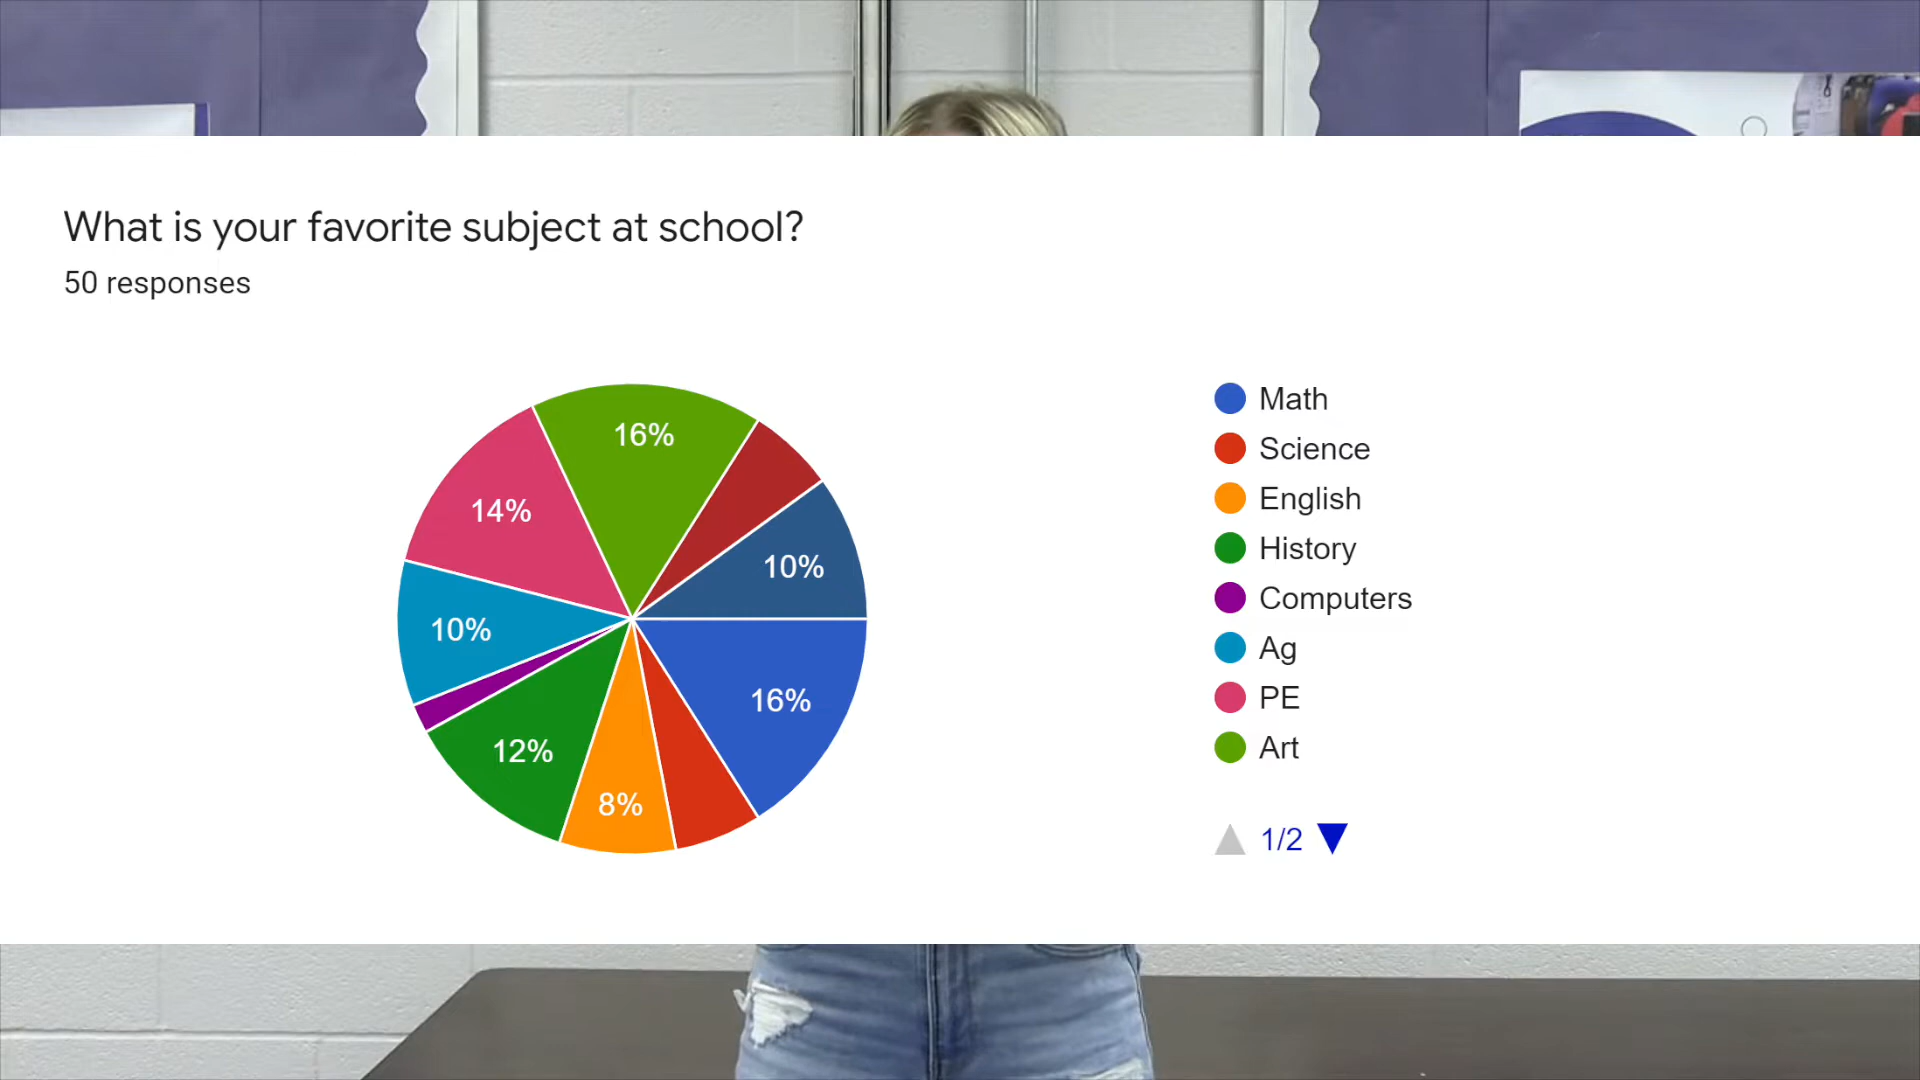 What is your favorite subject at school?
50 responses
16%
14%
10%
10%
16%
12%
8%
Math
Science
English
History
Computers
Ag
PE
Art
1/2